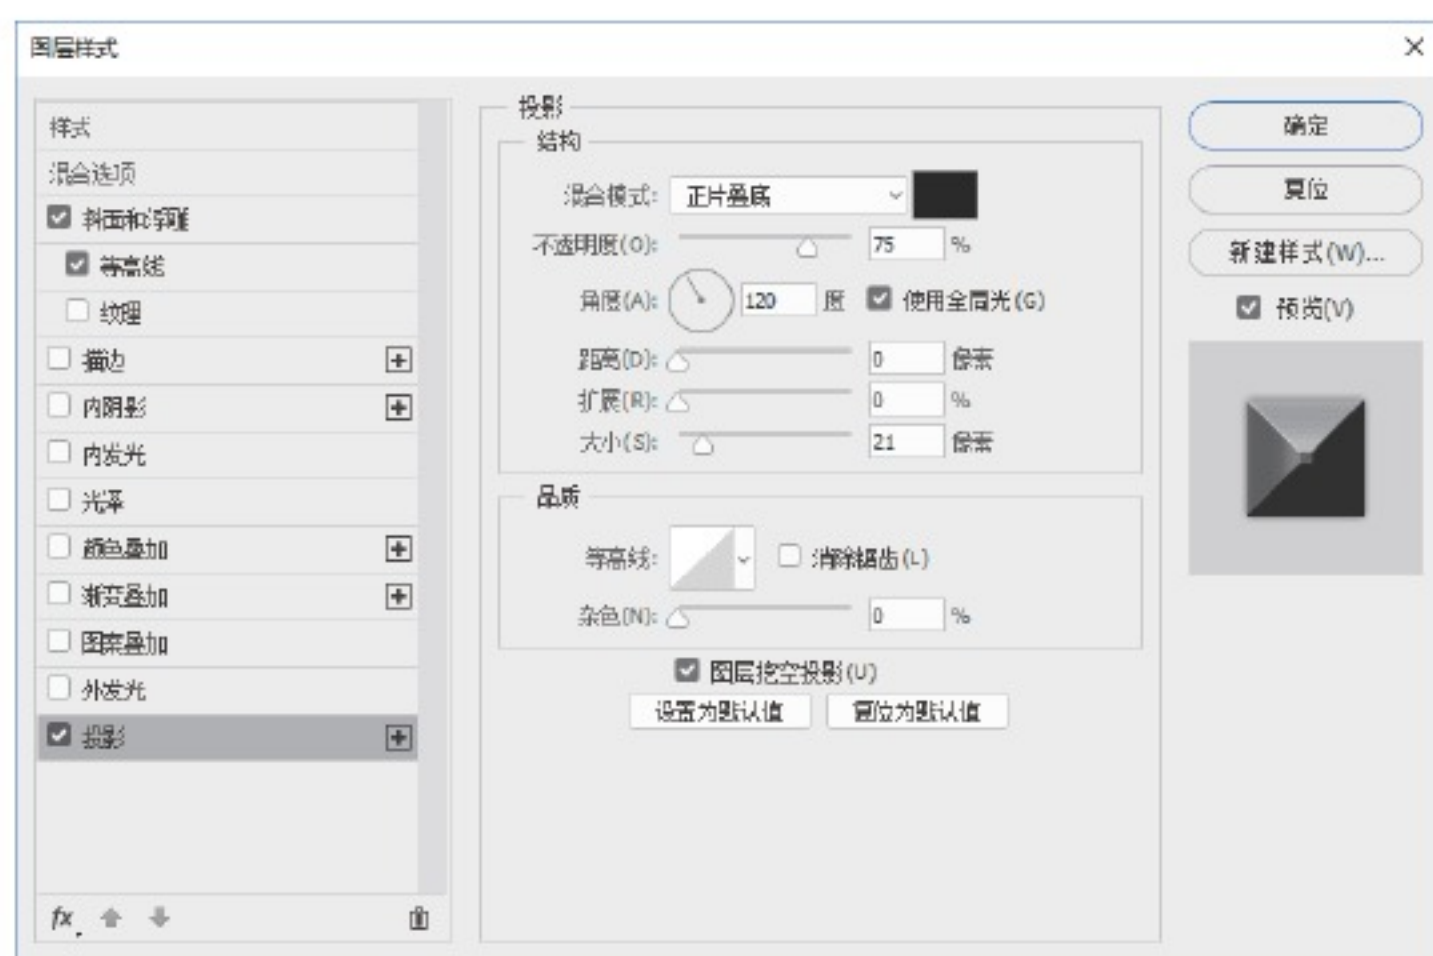 图层样式
样式
混合选项
斜面和浮雕
等高线
纹理
描边
内阴影
内发光
光泽
颜色叠加
渐变叠加
图案叠加
外发光
投影
fx
投影
结构
混合模式: 正片叠底
不透明度(O): 75 %
角度(A): 120 度 使用全局光(G)
距离(D): 0 像素
扩展(R): 0 %
大小(S): 21 像素
品质
等高线: 消除锯齿(L)
杂色(N): 0 %
图层挖空投影(U)
设置为默认值 复位为默认值
确定
复位
新建样式(W)...
预览(V)